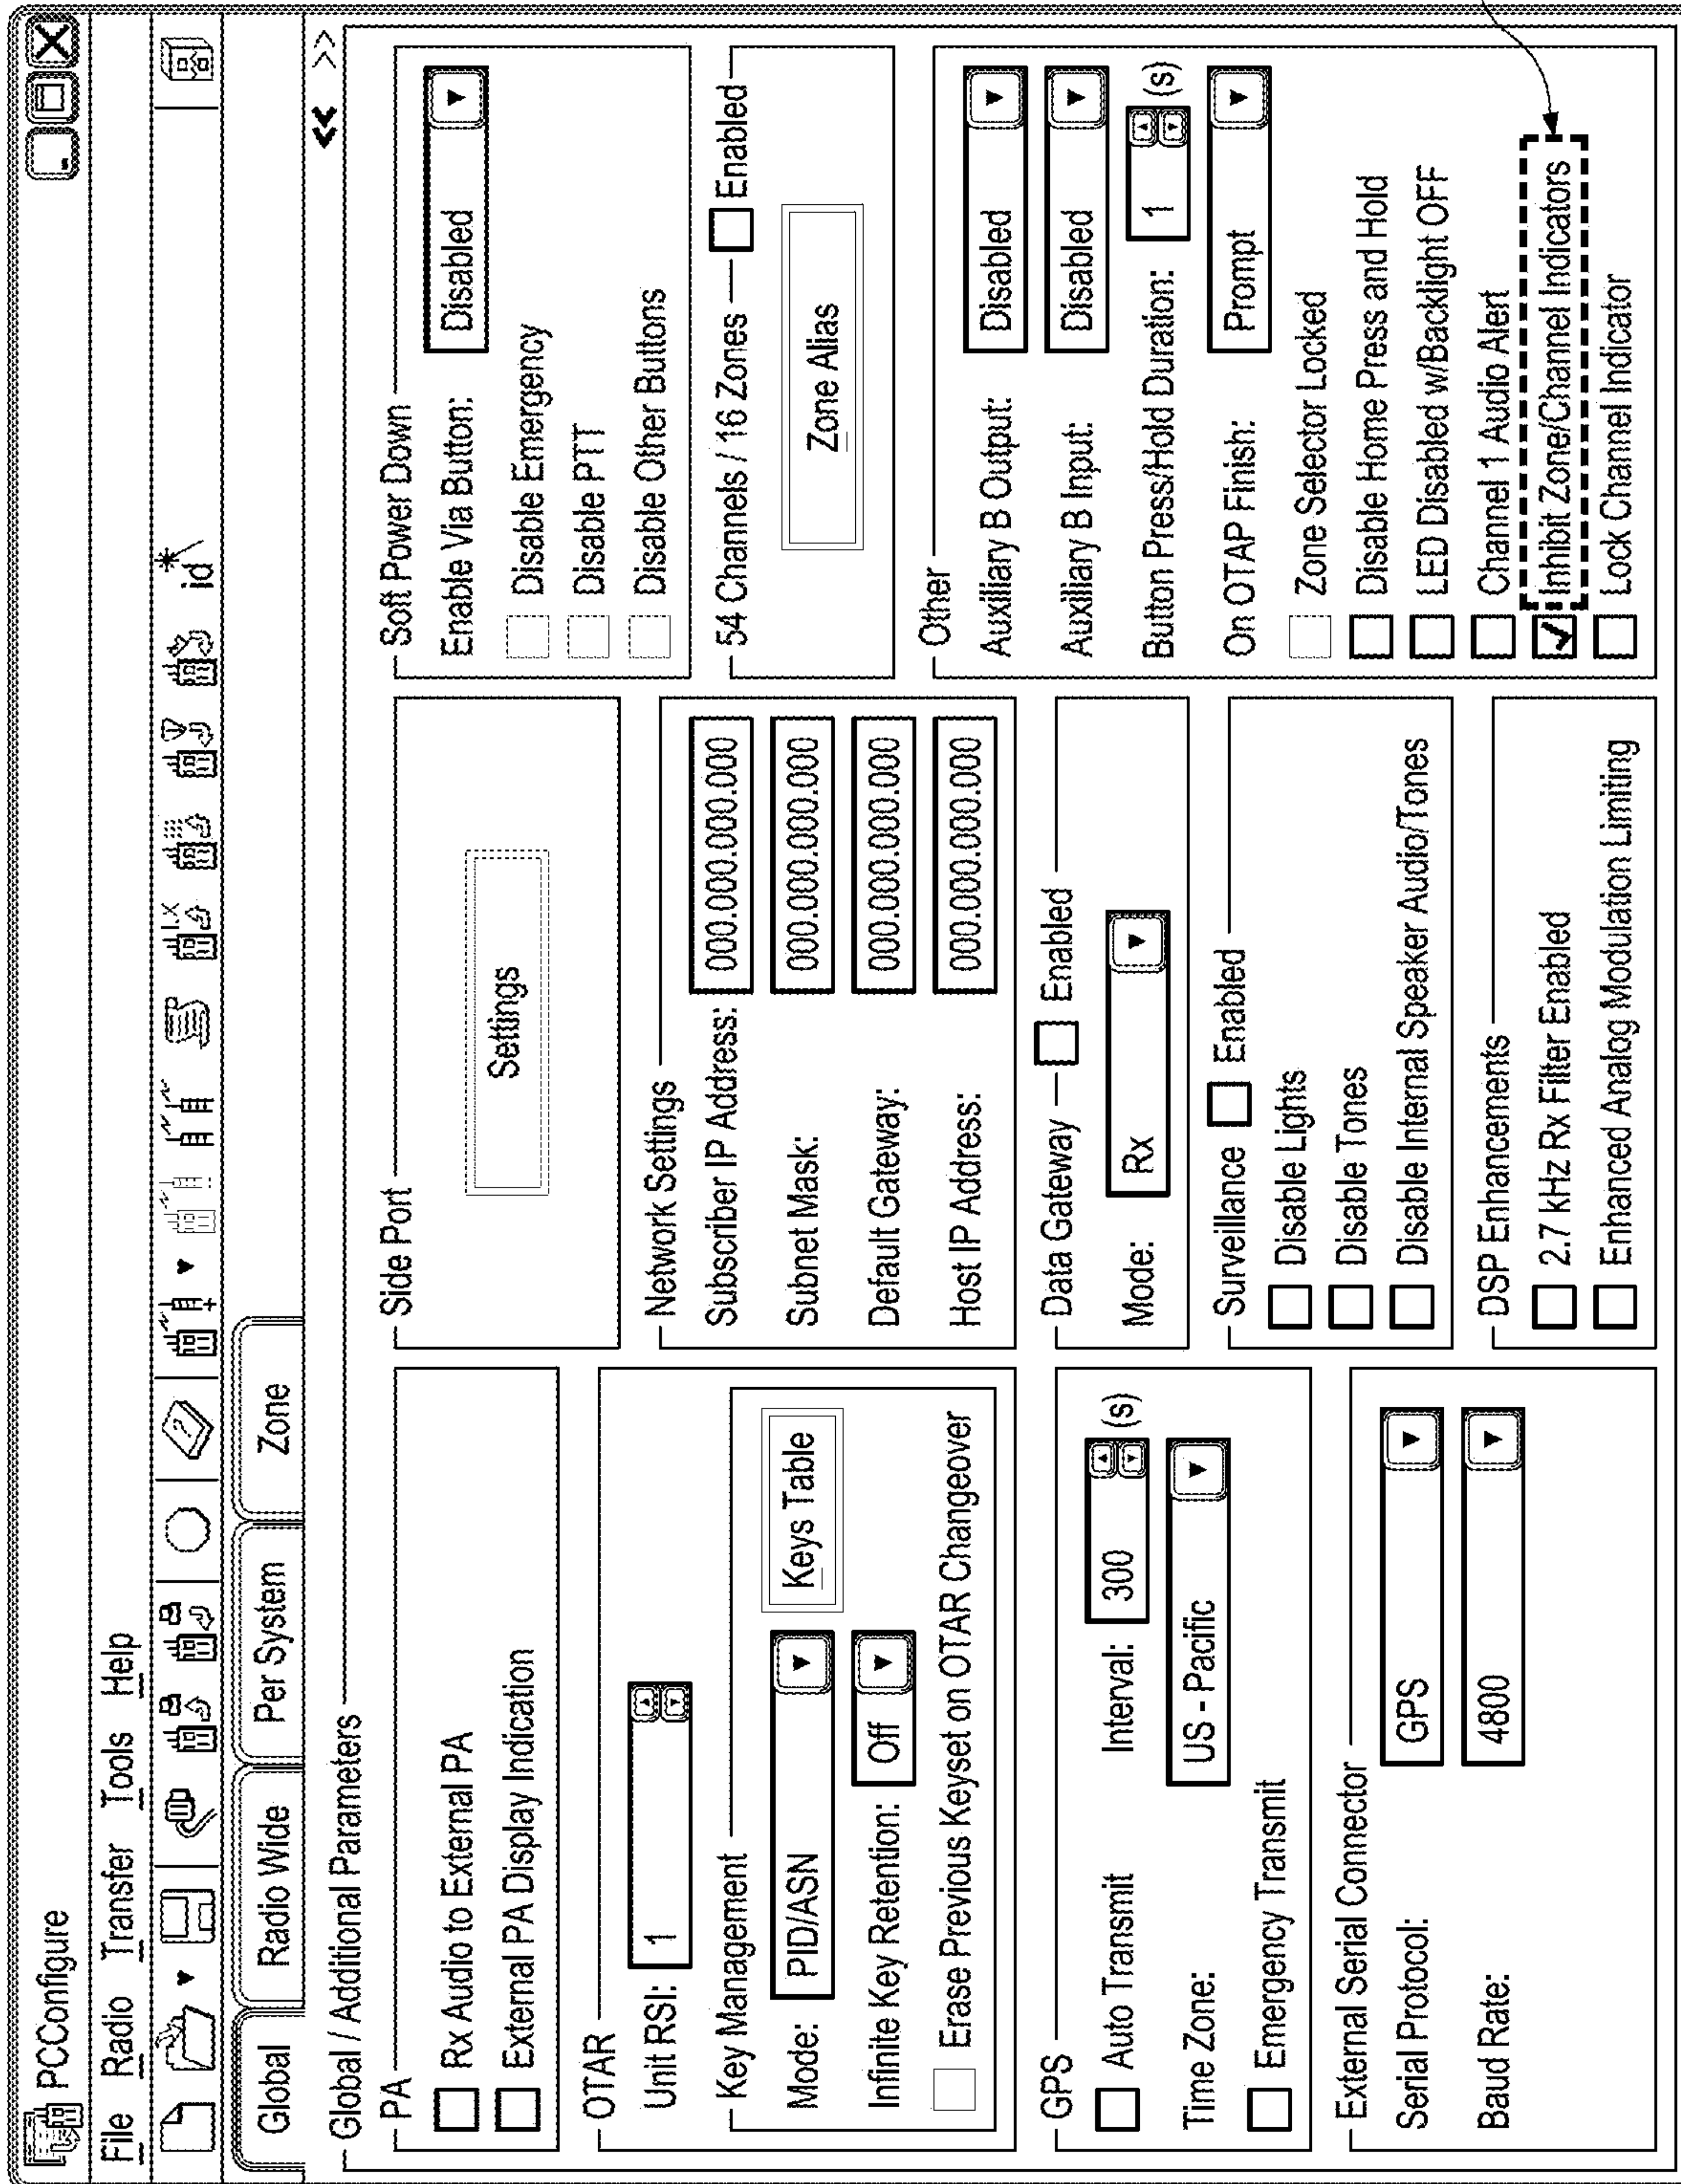 PCConfigure
File Radio Transfer Tools Help
id
Global Radio Wide Per System Zone
Global / Additional Parameters
<< >>
PA
Rx Audio to External PA
External PA Display Indication
OTAR
Unit RSI: 1
Key Management
Mode: PID/ASN Keys Table
Infinite Key Retention: Off
Erase Previous Keyset on OTAR Changeover
GPS
Auto Transmit Interval: 300 (s)
Time Zone: US - Pacific
Emergency Transmit
External Serial Connector
Serial Protocol: GPS
Baud Rate: 4800
Side Port
Settings
Network Settings
Subscriber IP Address: 000.000.000.000
Subnet Mask: 000.000.000.000
Default Gateway: 000.000.000.000
Host IP Address: 000.000.000.000
Data Gateway Enabled
Mode: Rx
Surveillance Enabled
Disable Lights
Disable Tones
Disable Internal Speaker Audio/Tones
DSP Enhancements
2.7 kHz Rx Filter Enabled
Enhanced Analog Modulation Limiting
Soft Power Down
Enable Via Button: Disabled
Disable Emergency
Disable PTT
Disable Other Buttons
54 Channels / 16 Zones Enabled
Zone Alias
Other
Auxiliary B Output: Disabled
Auxiliary B Input: Disabled
Button Press/Hold Duration: 1 (s)
On OTAP Finish: Prompt
Zone Selector Locked
Disable Home Press and Hold
LED Disabled w/Backlight OFF
Channel 1 Audio Alert
Inhibit Zone/Channel Indicators
Lock Channel Indicator